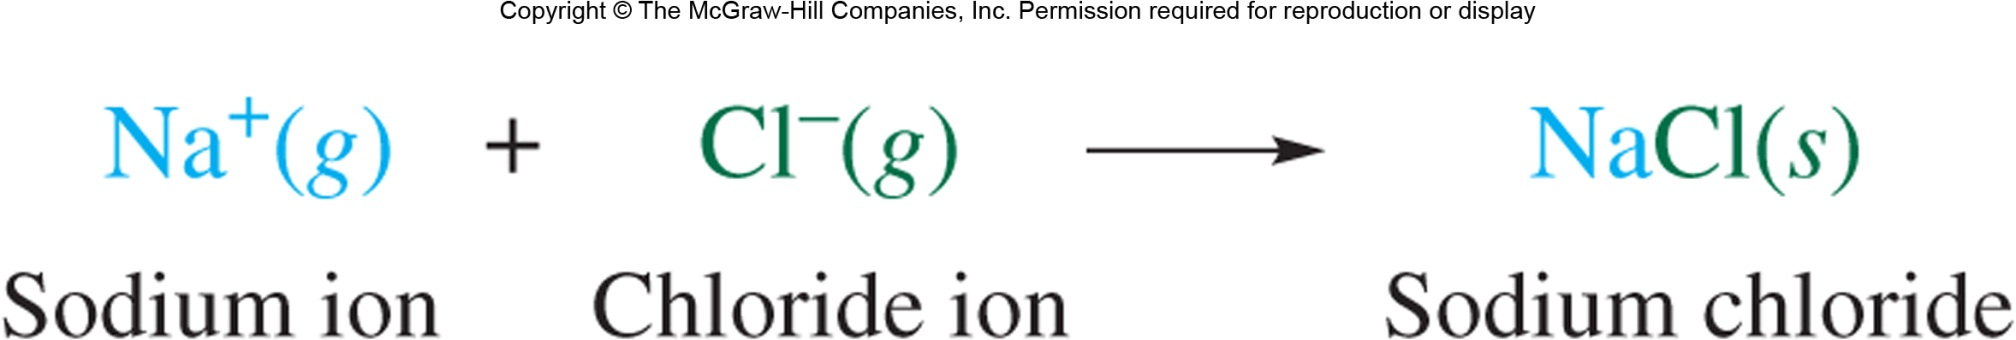 Copyright © The McGraw-Hill Companies, Inc. Permission required for reproduction or display
Na⁺(g) + Cl⁻(g) ⟶ NaCl(s)
Sodium ion Chloride ion Sodium chloride